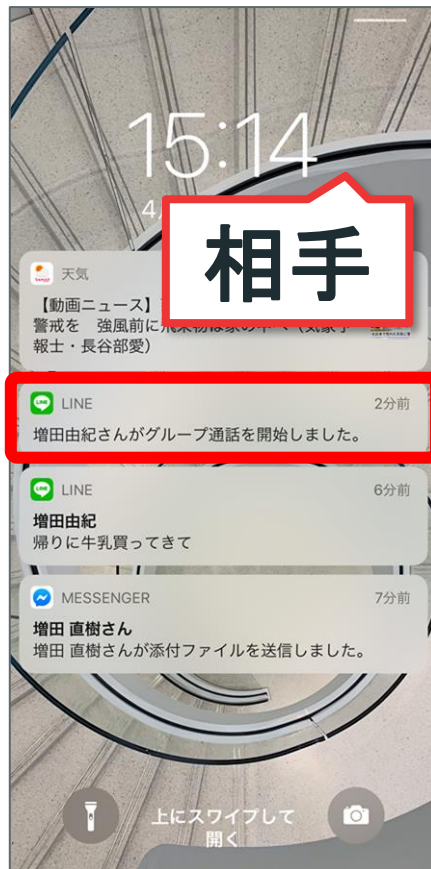 15:14
4/
相手
天気
【動画ニュース】
警戒を 強風前に飛来物は家の中へ（気象予
報士・長谷部愛）
LINE
2分前
増田由紀さんがグループ通話を開始しました。
LINE
6分前
増田由紀
帰りに牛乳買ってきて
MESSENGER
7分前
増田 直樹さん
増田 直樹さんが添付ファイルを送信しました。
上にスワイプして
開く